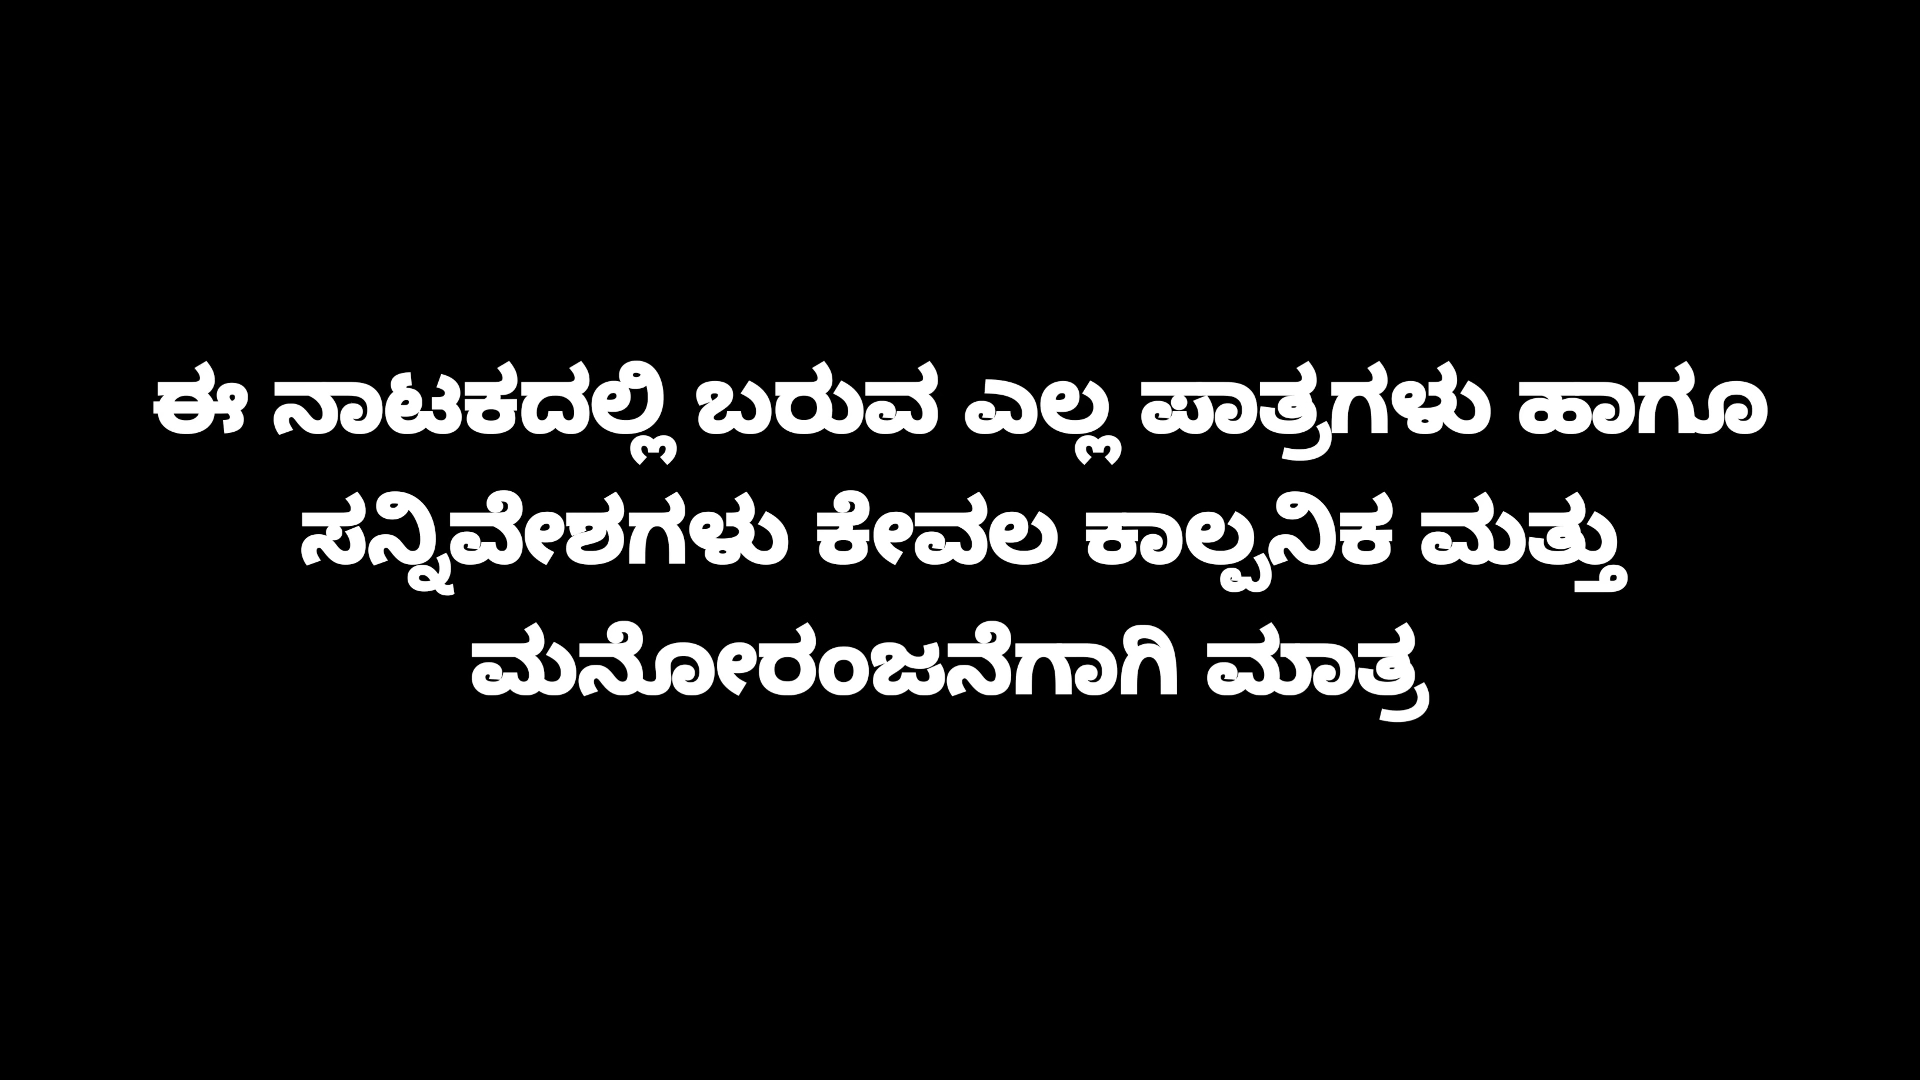 ಈ ನಾಟಕದಲ್ಲಿ ಬರುವ ಎಲ್ಲ ಪಾತ್ರಗಳು ಹಾಗೂ
ಸನ್ನಿವೇಶಗಳು ಕೇವಲ ಕಾಲ್ಪನಿಕ ಮತ್ತು
ಮನೋರಂಜನೆಗಾಗಿ ಮಾತ್ರ